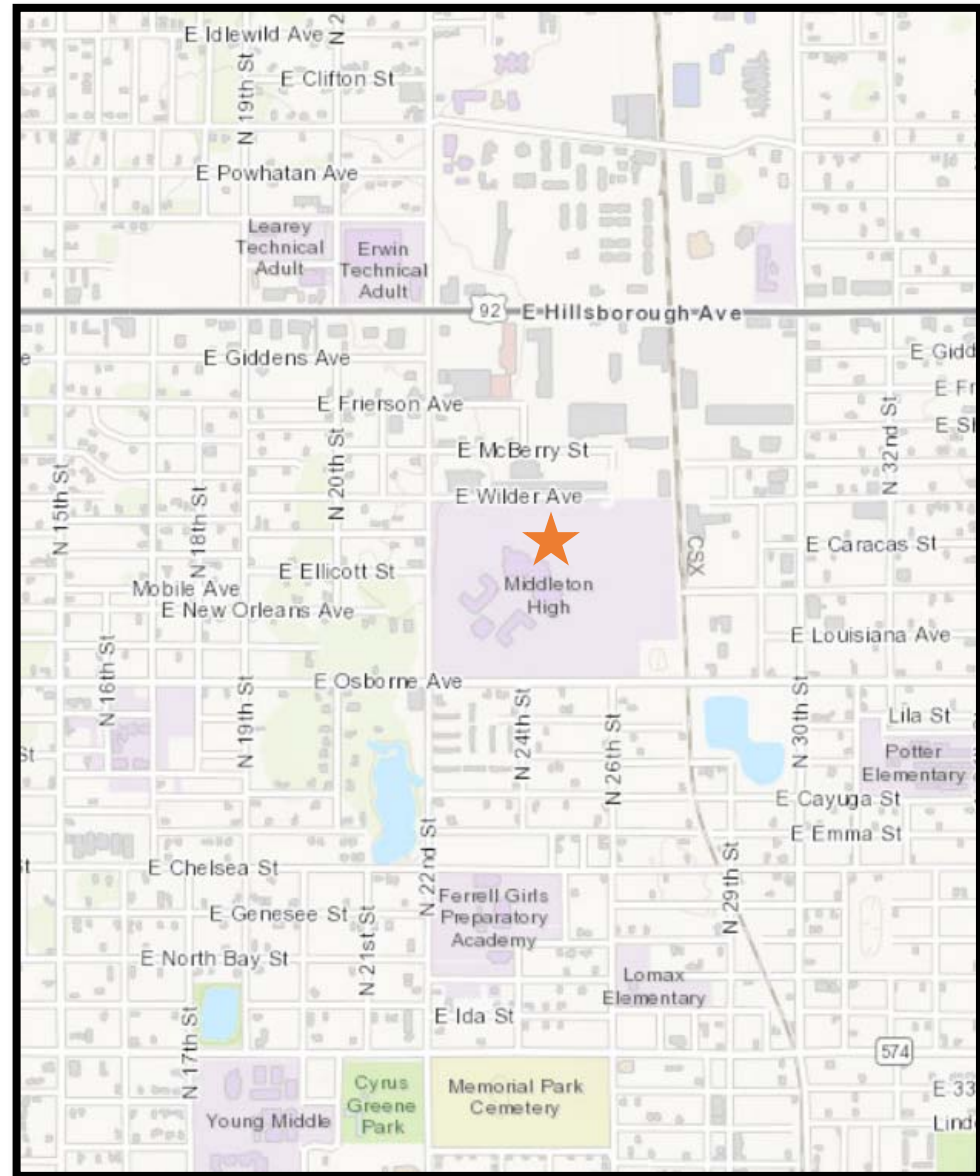 E Idlewild Ave
N 2
E Clifton St
N 19th St
E Powhatan Ave
Learey
Technical
Adult
Erwin
Technical
Adult
92
E Hillsborough Ave
E Giddens Ave
E Gidd
E Frierson Ave
E Fr
E McBerry St
N 32nd St
N 20th St
E Wilder Ave
N 15th St
N 18th St
CSX
E Caracas St
E Ellicott St
Middleton
High
Mobile Ave
E New Orleans Ave
E Louisiana Ave
N 16th St
E Osborne Ave
N 19th St
N 24th St
N 26th St
N 30th St
Lila St
St
Potter
Elementary
E Cayuga St
E Emma St
E Chelsea St
N 22nd St
N 29th St
Ferrell Girls
Preparatory
Academy
E Genesee St
N 21st St
E North Bay St
Lomax
Elementary
E Ida St
N 17th St
574
Cyrus
Greene
Park
Memorial Park
Cemetery
E 33
Young Middle
Lind